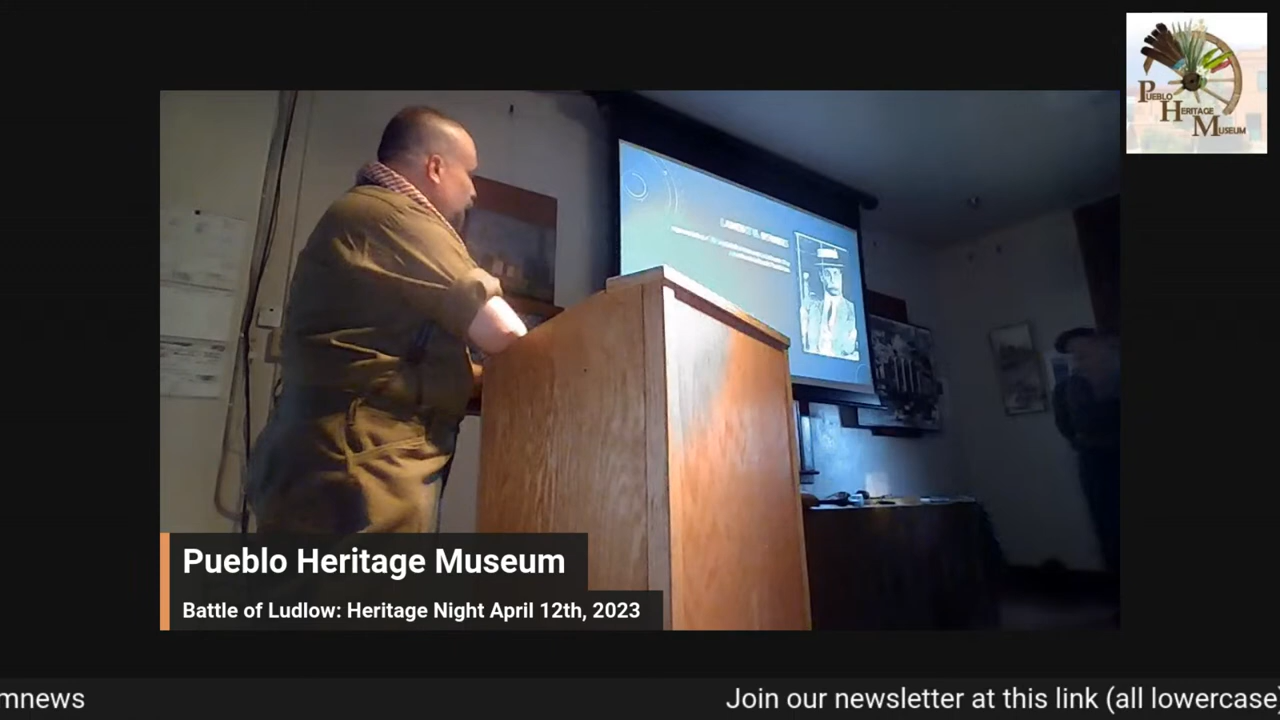 Pueblo
Heritage
Museum
Pueblo Heritage Museum
Battle of Ludlow: Heritage Night April 12th, 2023
mnews
Join our newsletter at this link (all lowercase)